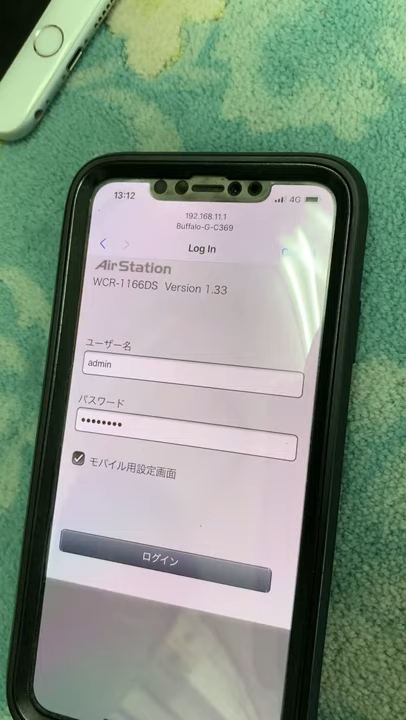 13:12
4G
192.168.11.1
Buffalo-G-C369
Log In
AirStation
WCR-1166DS Version 1.33
ユーザー名
admin
パスワード
••••••••
モバイル用設定画面
ログイン